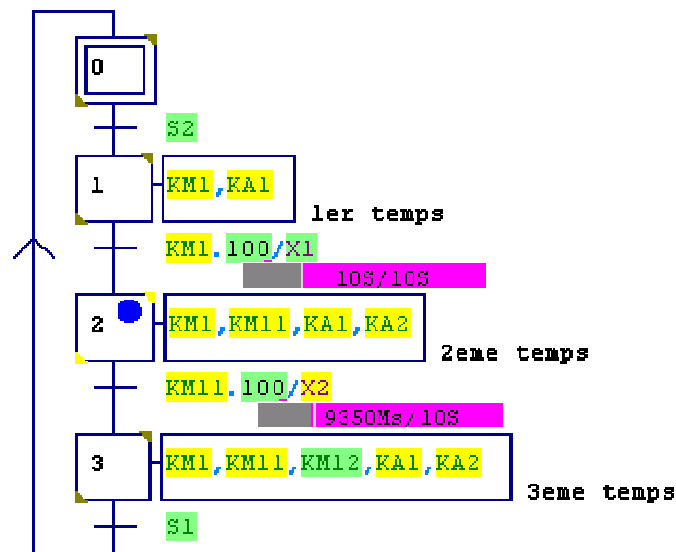 0
S2
1 KM1,KA1
1er temps
KM1.100/X1
10S/10S
2 KM1,KM11,KA1,KA2
2eme temps
KM11.100/X2
9350Ms/10S
3 KM1,KM11,KM12,KA1,KA2
3eme temps
S1